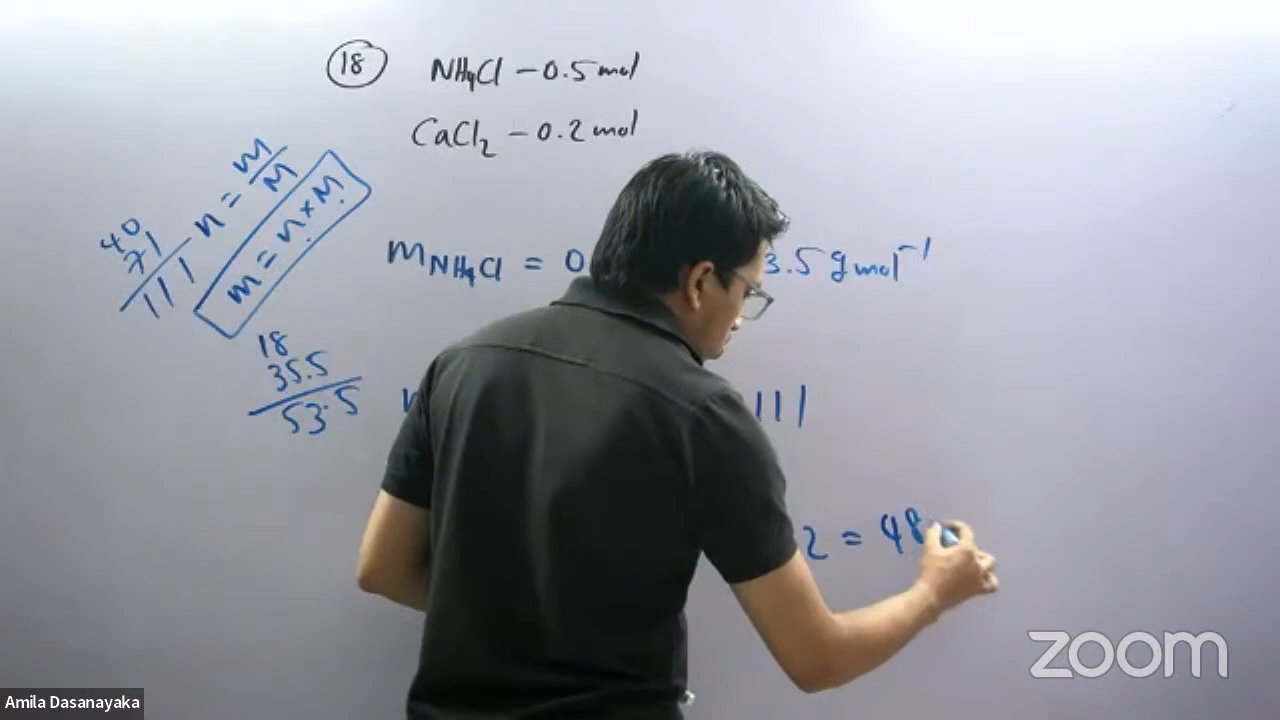 18 NH4Cl – 0.5 mol
CaCl2 – 0.2 mol
n = m/M
m = n × M
40
71
111
mNH4Cl = 0 3.5 g mol⁻¹
18
35.5
53.5
111
2 = 48
zoom
Amila Dasanayaka